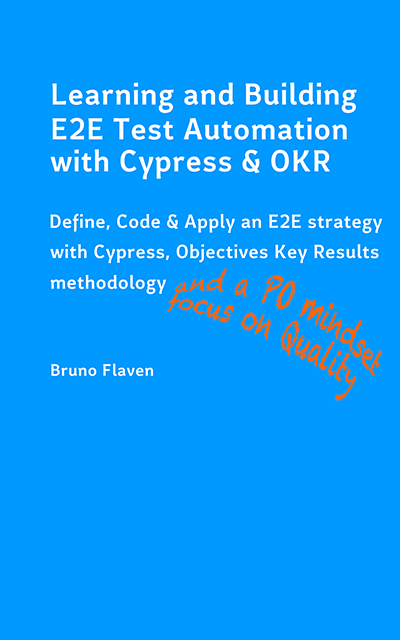 Learning and Building
E2E Test Automation
with Cypress & OKR
Define, Code & Apply an E2E strategy
with Cypress, Objectives Key Results
methodology
and a PO mindset
focus on Quality
Bruno Flaven